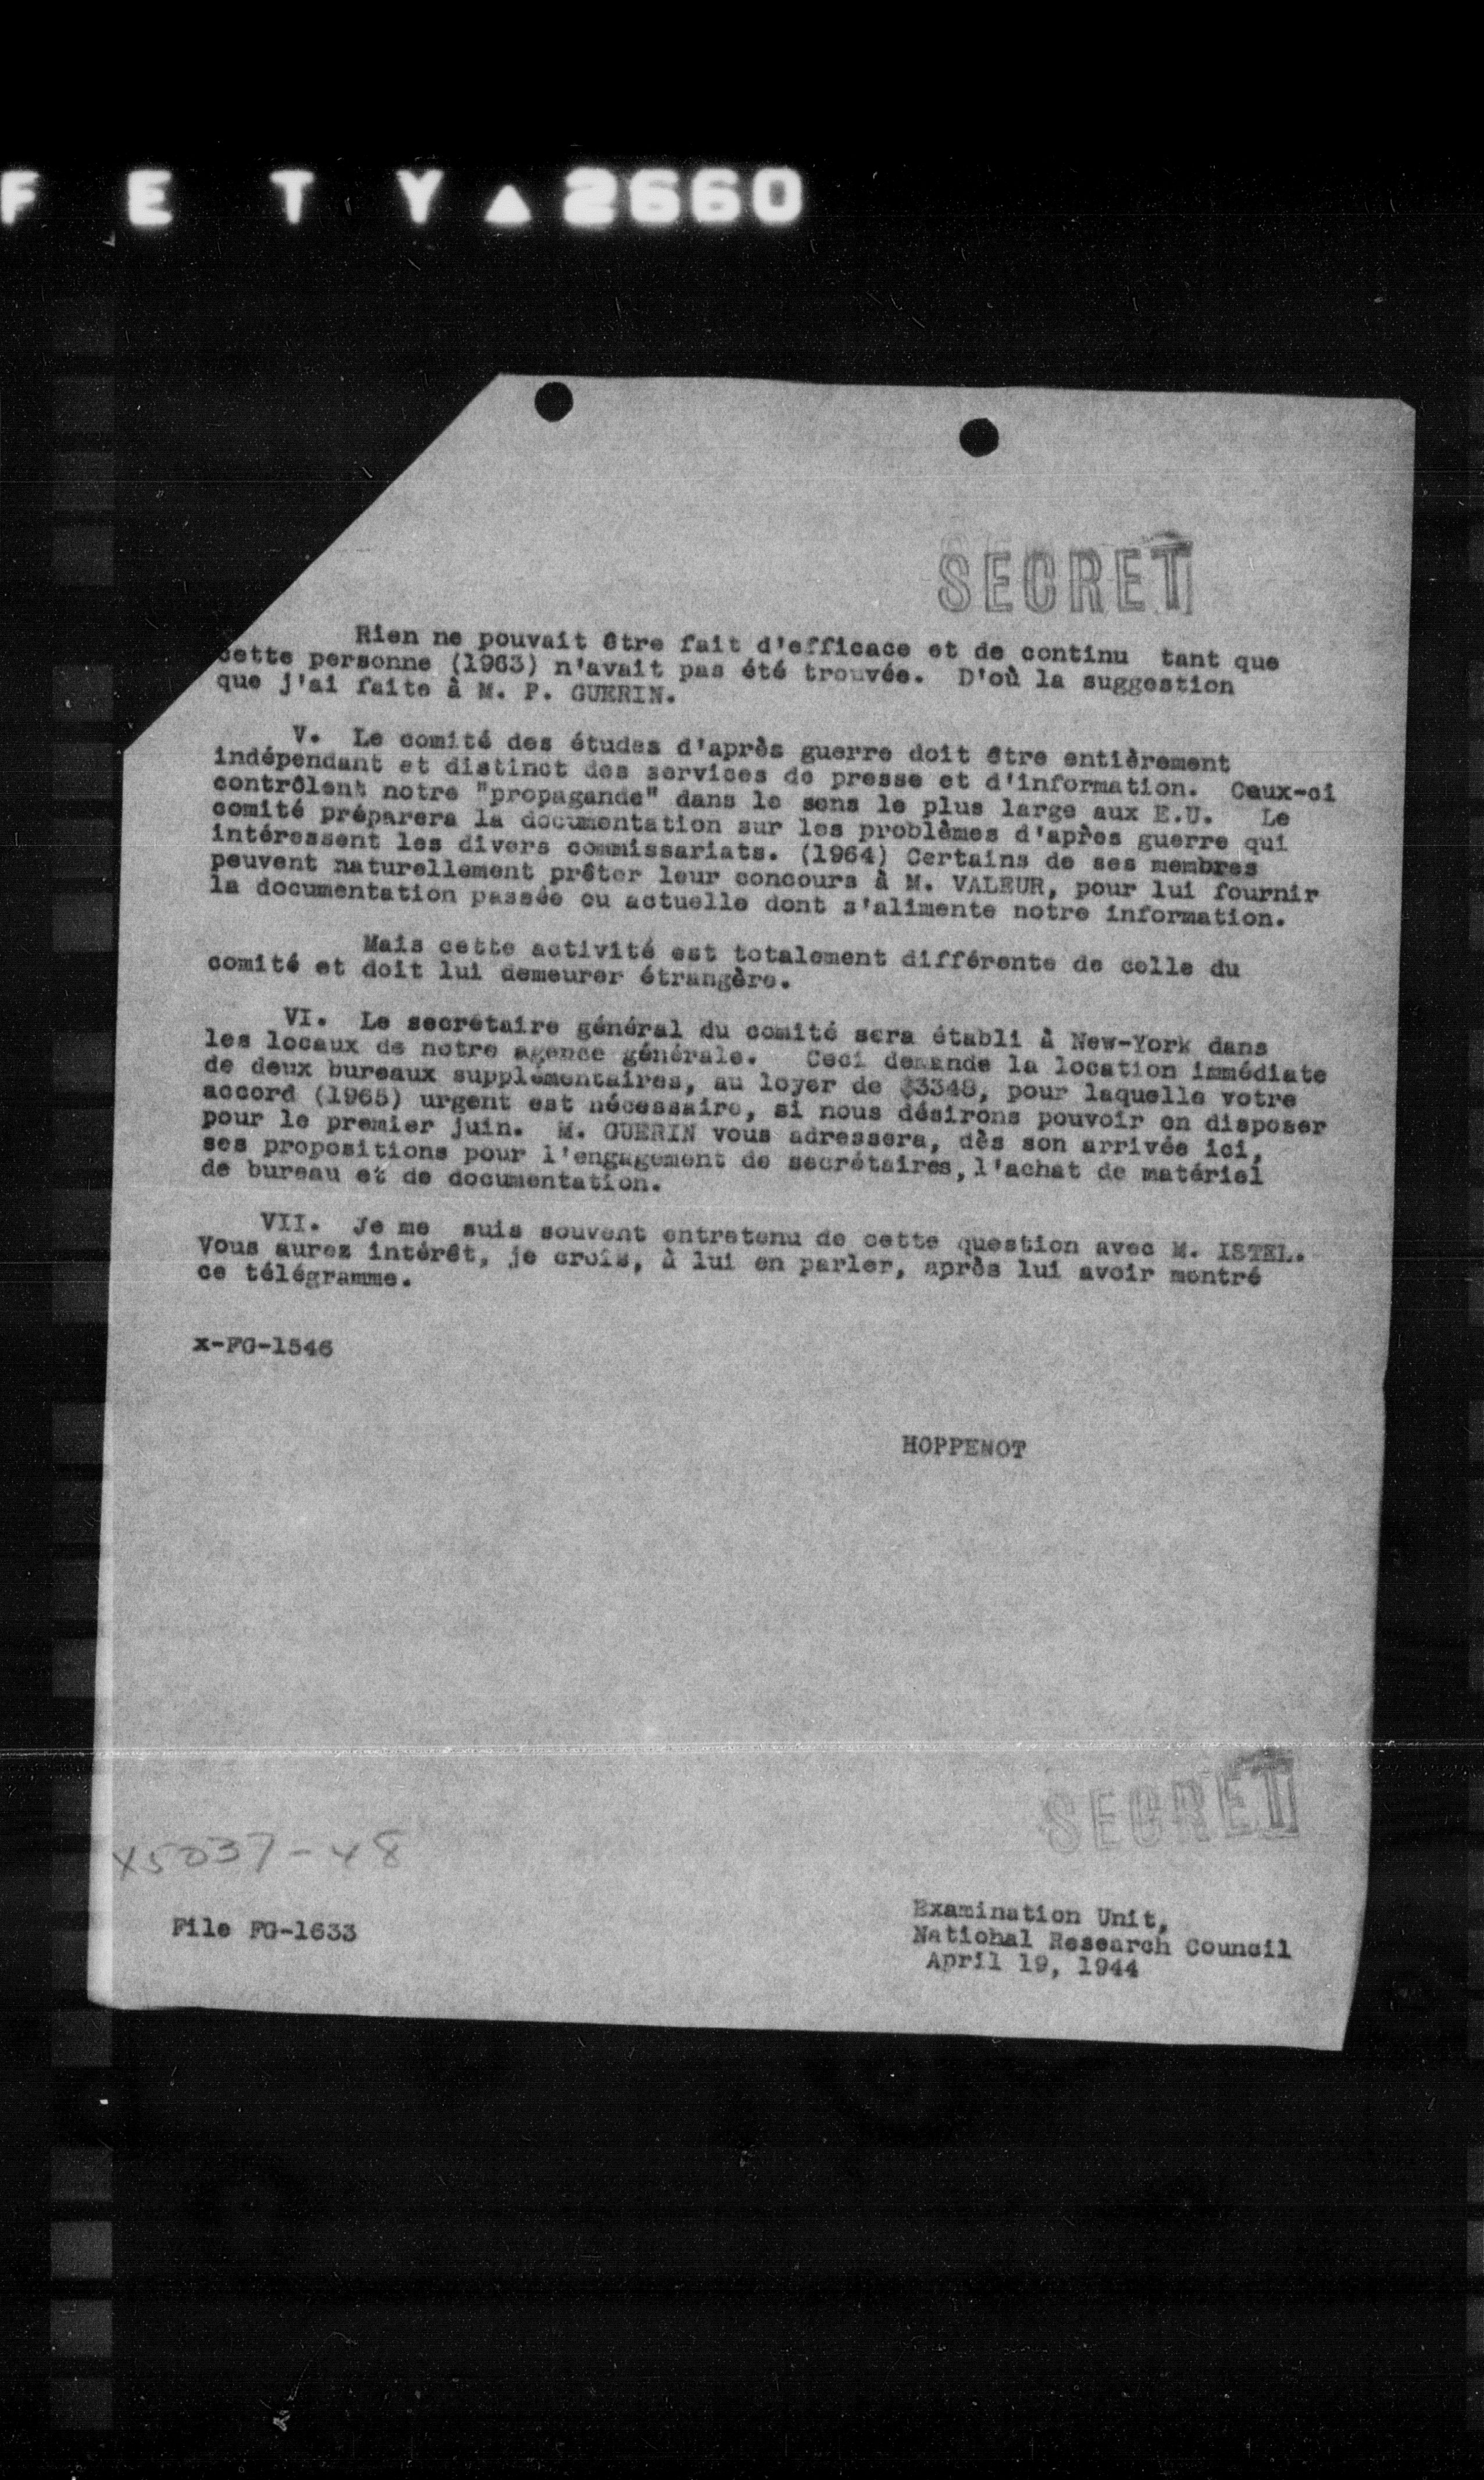 F E T Y ▲ 2660
SECRET
Rien ne pouvait être fait d'efficace et de continu tant que
cette personne (1963) n'avait pas été trouvée. D'où la suggestion
que j'ai faite à M. P. GUERIN.
V. Le comité des études d'après guerre doit être entièrement
indépendant et distinct des services de presse et d'information. Ceux-ci
contrôlent notre "propagande" dans le sens le plus large aux E.U. Le
comité préparera la documentation sur les problèmes d'après guerre qui
intéressent les divers commissariats. (1964) Certains de ses membres
peuvent naturellement prêter leur concours à M. VALEUR, pour lui fournir
la documentation passée ou actuelle dont s'alimente notre information.
Mais cette activité est totalement différente de celle du
comité et doit lui demeurer étrangère.
VI. Le secrétaire général du comité sera établi à New-York dans
les locaux de notre agence générale. Ceci demande la location immédiate
de deux bureaux supplémentaires, au loyer de $3348, pour laquelle votre
accord (1965) urgent est nécessaire, si nous désirons pouvoir en disposer
pour le premier juin. M. GUERIN vous adressera, dès son arrivée ici,
ses propositions pour l'engagement de secrétaires, l'achat de matériel
de bureau et de documentation.
VII. Je me suis souvent entretenu de cette question avec M. ISTEL.
Vous aurez intérêt, je crois, à lui en parler, après lui avoir montré
ce télégramme.
x-FG-1546
HOPPENOT
SECRET
X5037-48
File FG-1633
Examination Unit,
National Research Council
April 19, 1944